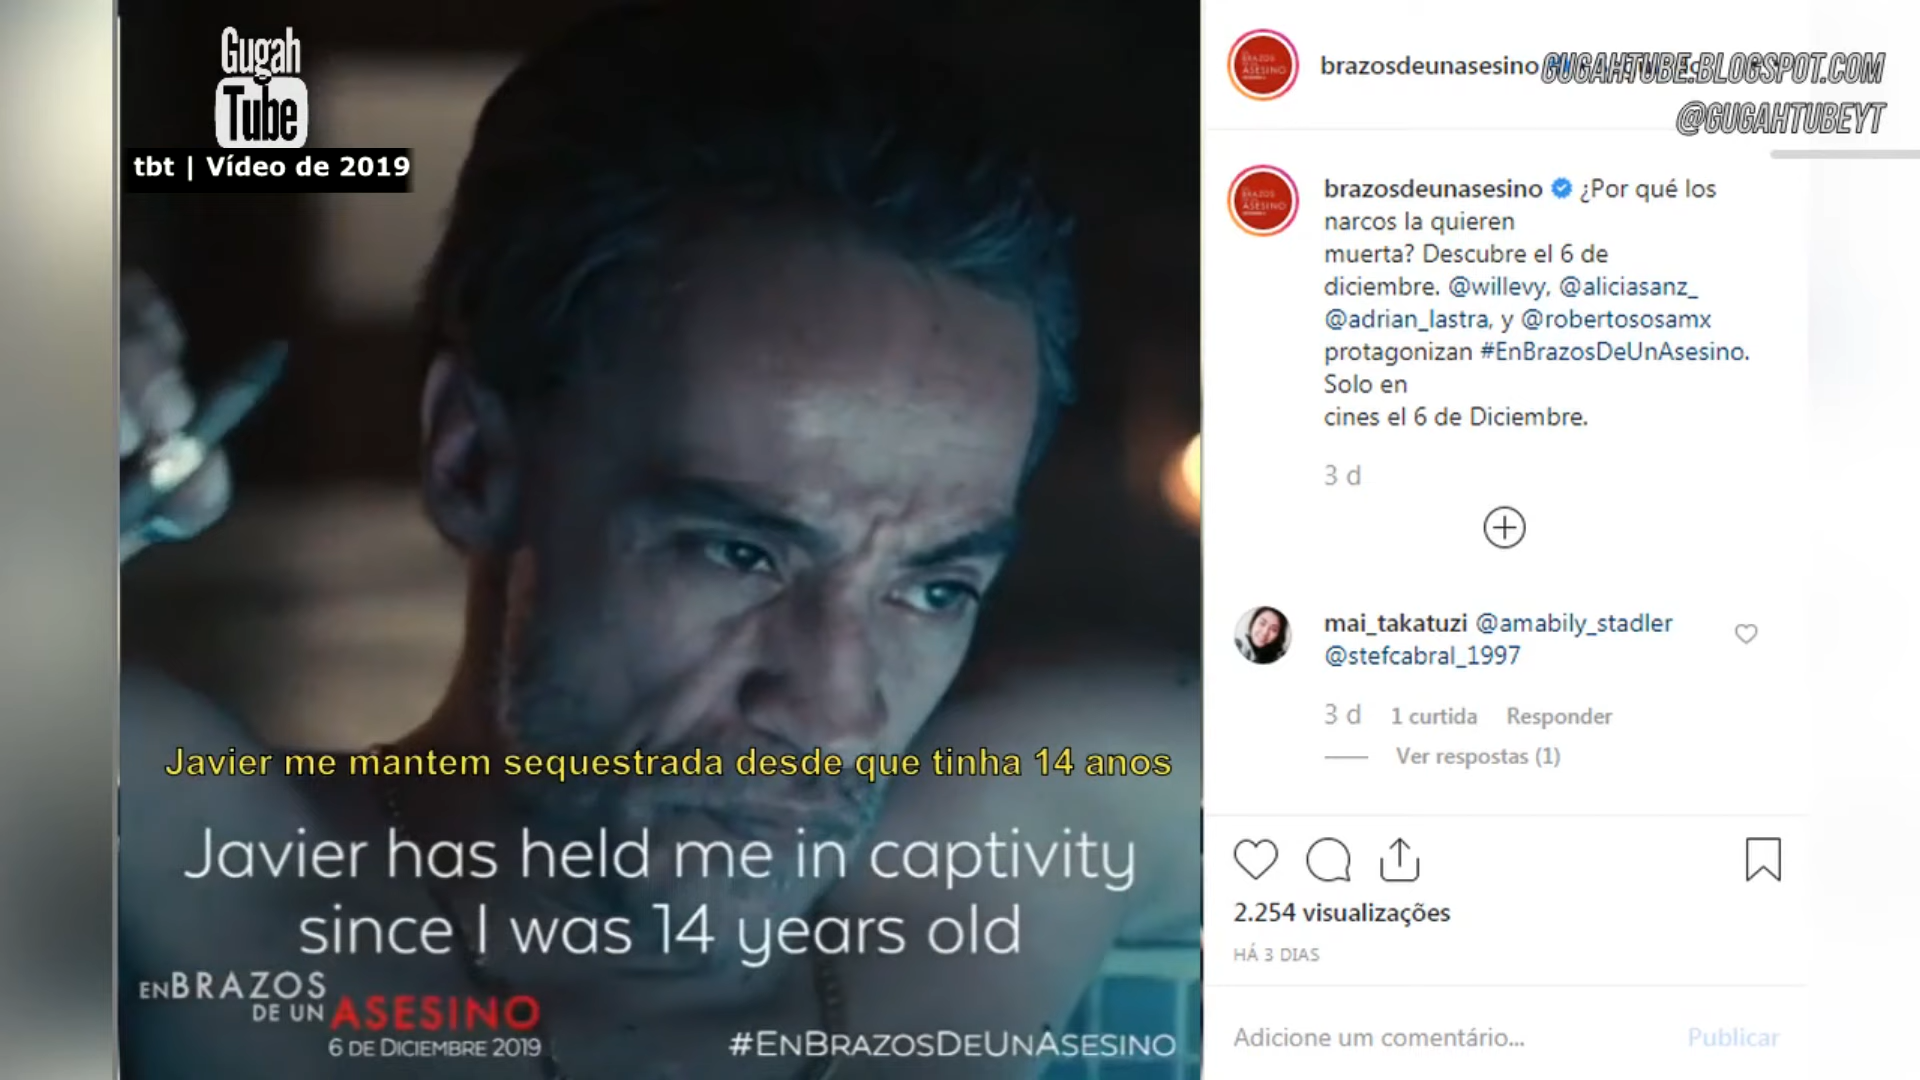 Gugah
Tube
tbt | Vídeo de 2019
Javier me mantem sequestrada desde que tinha 14 anos
Javier has held me in captivity
since I was 14 years old
EN BRAZOS
DE UN ASESINO
6 DE DICIEMBRE 2019
#ENBRAZOSDEUNASESINO
brazosdeunasesino
GUGAHTUBE.BLOGSPOT.COM
@GUGAHTUBEYT
brazosdeunasesino ¿Por qué los
narcos la quieren
muerta? Descubre el 6 de
diciembre. @willevy, @aliciasanz_
@adrian_lastra, y @robertososamx
protagonizan #EnBrazosDeUnAsesino.
Solo en
cines el 6 de Diciembre.
3 d
mai_takatuzi @amabily_stadler
@stefcabral_1997
3 d 1 curtida Responder
Ver respostas (1)
2.254 visualizações
HÁ 3 DIAS
Adicione um comentário... Publicar